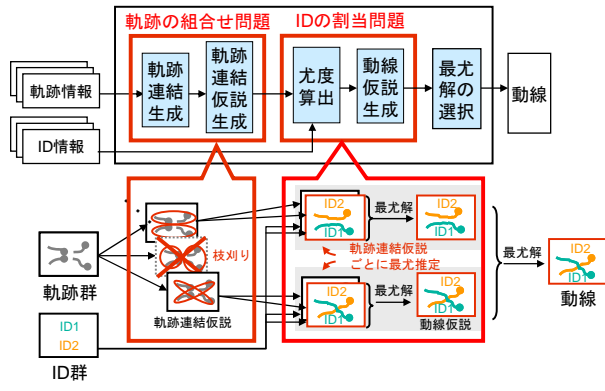 軌跡の組合せ問題
IDの割当問題
軌跡情報
ID情報
軌跡
連結
生成
軌跡
連結
仮説
生成
尤度
算出
動線
仮説
生成
最尤
解の
選択
動線
軌跡群
ID1
ID2
ID群
枝刈り
軌跡連結仮説
ID2
ID1
最尤解
ID2
ID1
軌跡連結仮説
ごとに最尤推定
ID2
ID1
最尤解
ID2
ID1
動線仮説
最尤解
ID2
ID1
動線